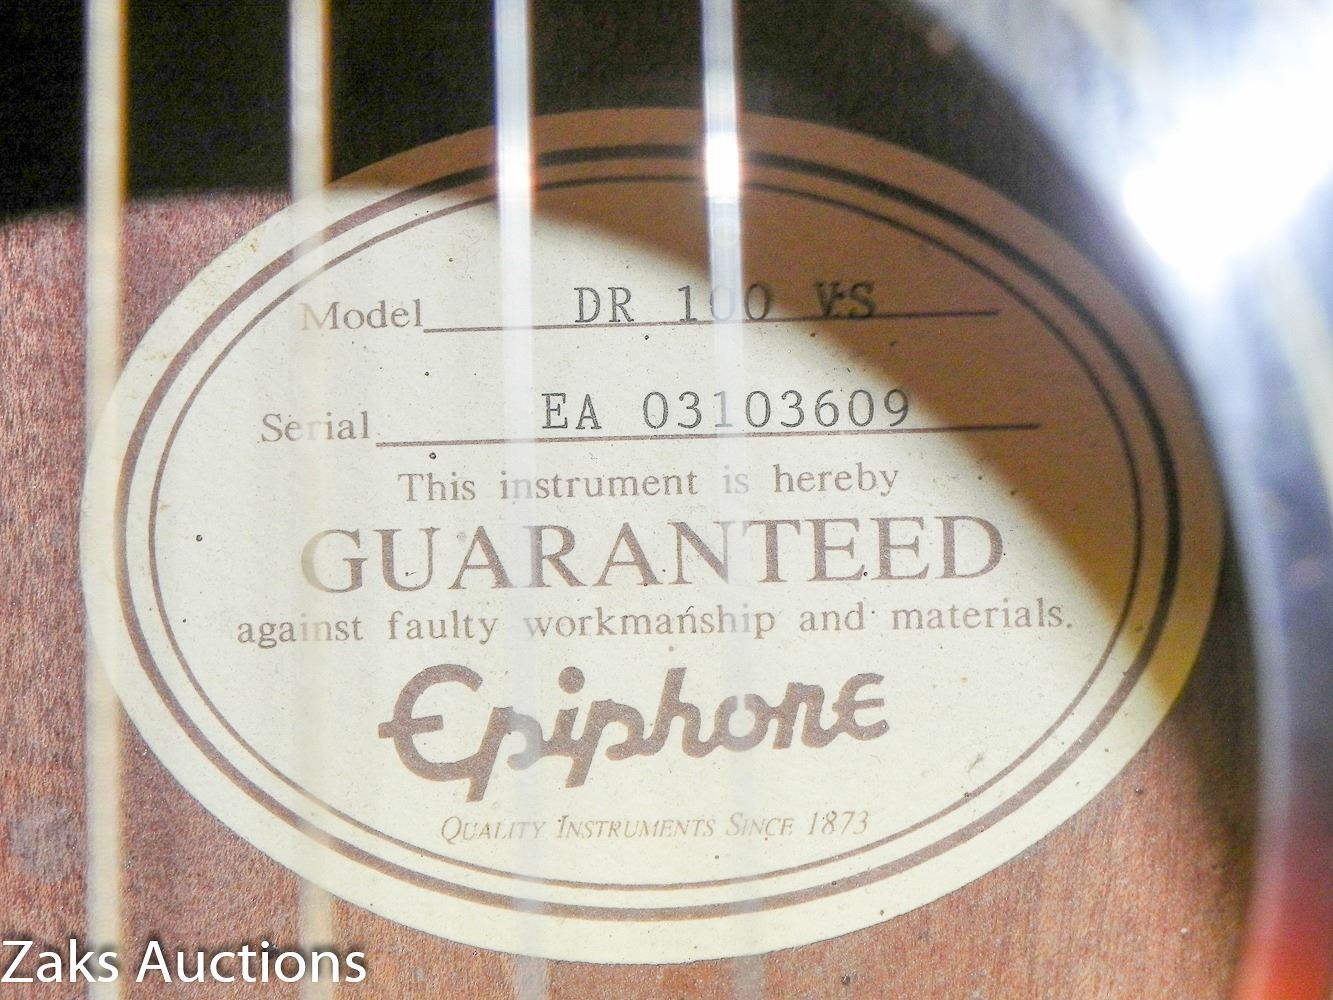 Model DR 100 VS
Serial EA 03103609
This instrument is hereby
GUARANTEED
against faulty workmanship and materials.
Epiphone
QUALITY INSTRUMENTS SINCE 1873
Zaks Auctions